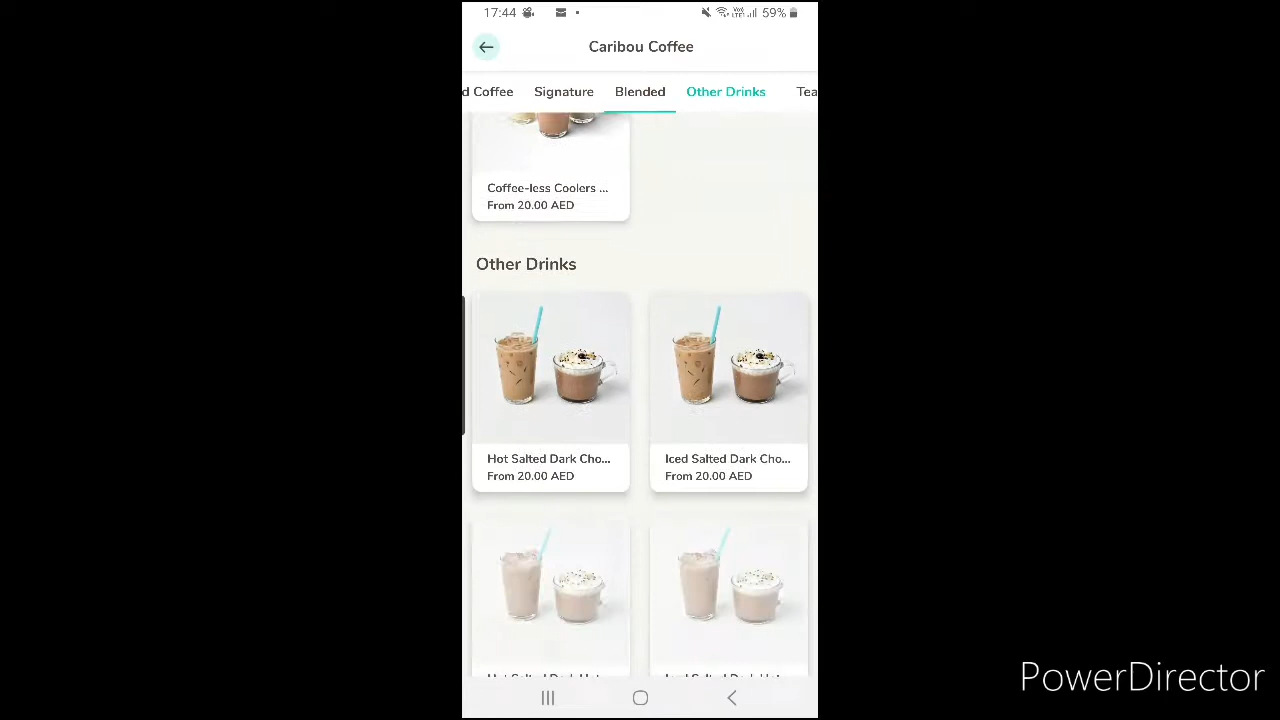 17:44
59%
Caribou Coffee
d Coffee Signature Blended Other Drinks Tea
Coffee-less Coolers ...
From 20.00 AED
Other Drinks
Hot Salted Dark Cho...
From 20.00 AED
Iced Salted Dark Cho...
From 20.00 AED
PowerDirector